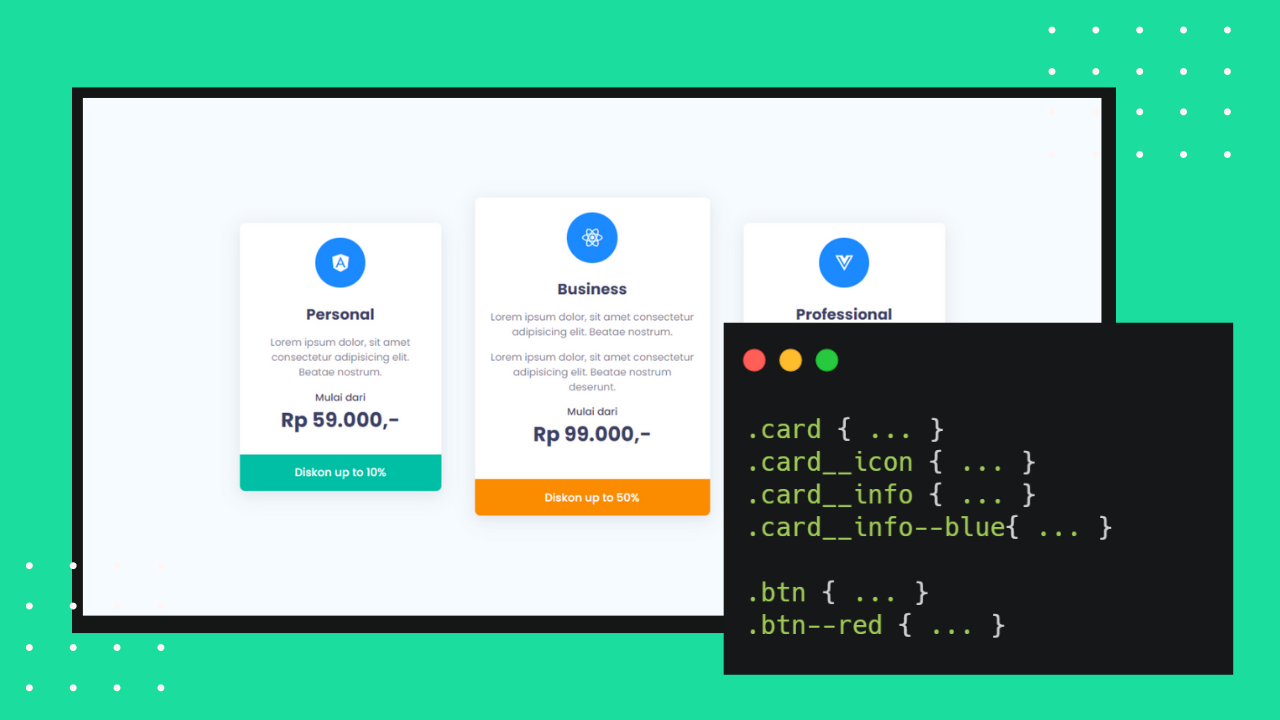 Personal
Lorem ipsum dolor, sit amet
consectetur adipisicing elit.
Beatae nostrum.
Mulai dari
Rp 59.000,-
Diskon up to 10%
Business
Lorem ipsum dolor, sit amet consectetur
adipisicing elit. Beatae nostrum.
Lorem ipsum dolor, sit amet consectetur
adipisicing elit. Beatae nostrum
deserunt.
Mulai dari
Rp 99.000,-
Diskon up to 50%
Professional
.card { ... }
.card__icon { ... }
.card__info { ... }
.card__info--blue{ ... }
.btn { ... }
.btn--red { ... }